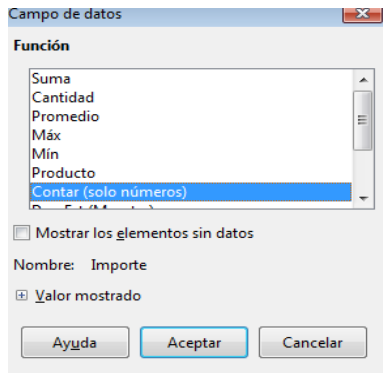 Campo de datos
Función
Suma
Cantidad
Promedio
Máx
Mín
Producto
Contar (solo números)
Mostrar los elementos sin datos
Nombre: Importe
Valor mostrado
Ayuda Aceptar Cancelar